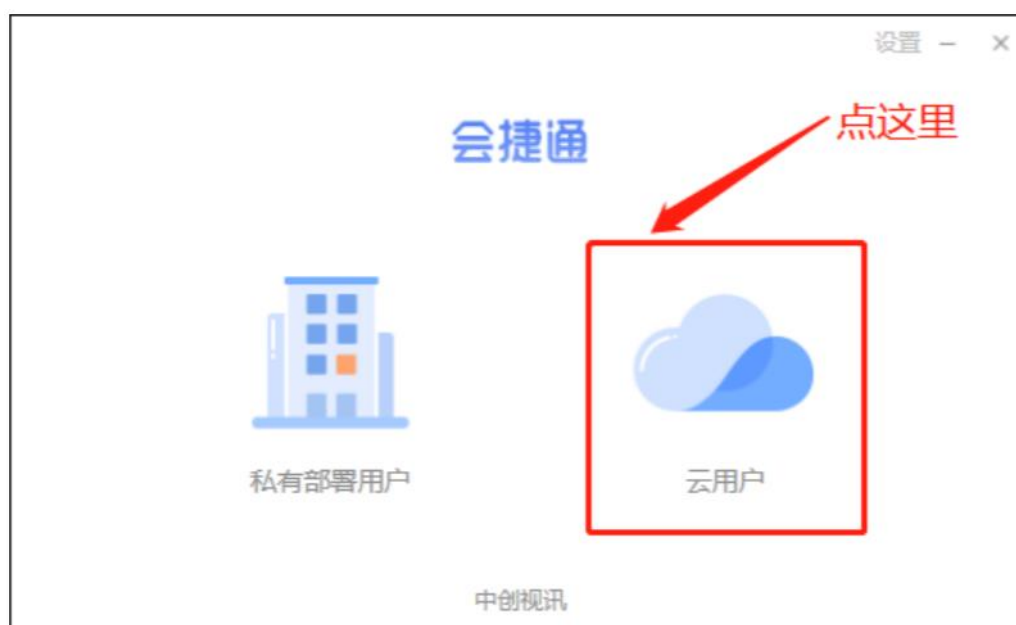 设置
会捷通
点这里
私有部署用户
云用户
中创视讯